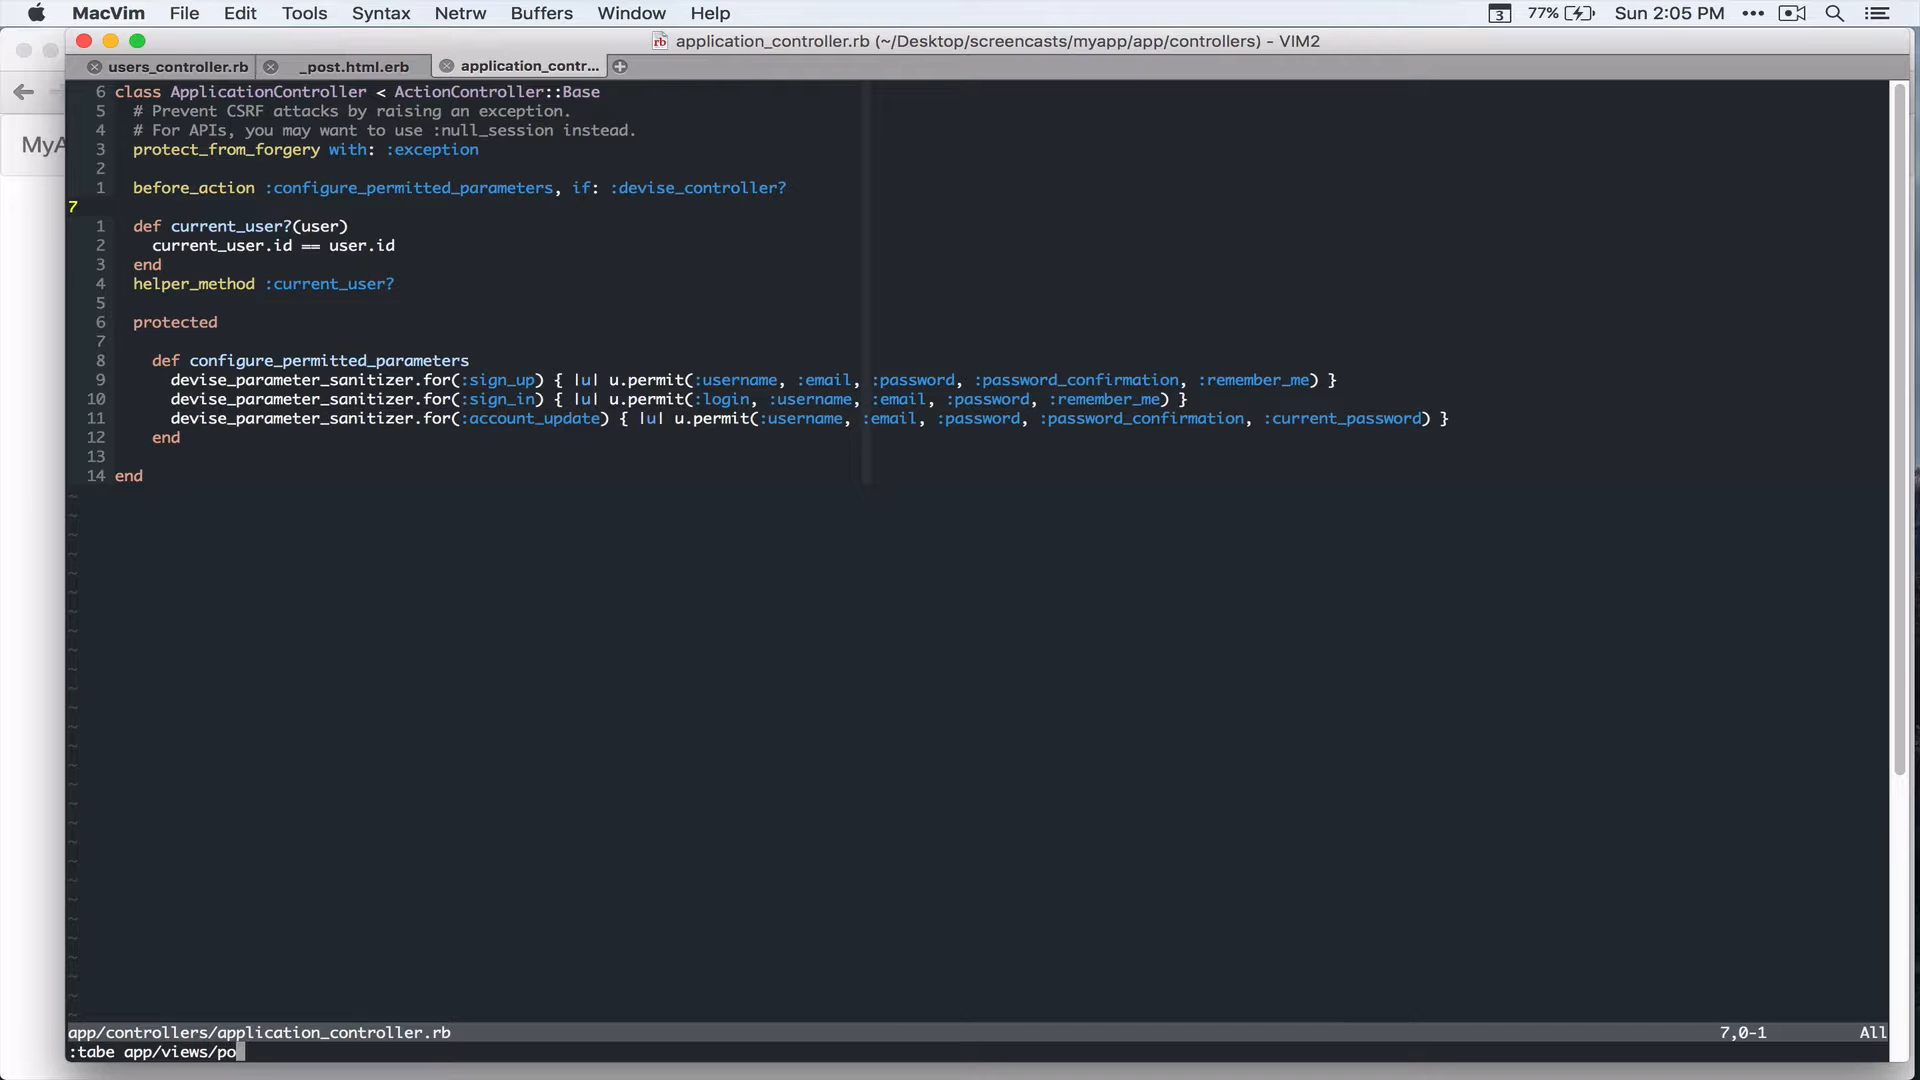 MacVim File Edit Tools Syntax Netrw Buffers Window Help 3 77% Sun 2:05 PM
application_controller.rb (~/Desktop/screencasts/myapp/app/controllers) - VIM2
users_controller.rb _post.html.erb application_contr...
6 class ApplicationController < ActionController::Base
5 # Prevent CSRF attacks by raising an exception.
4 # For APIs, you may want to use :null_session instead.
3 protect_from_forgery with: :exception
2
1 before_action :configure_permitted_parameters, if: :devise_controller?
7
1 def current_user?(user)
2 current_user.id == user.id
3 end
4 helper_method :current_user?
5
6 protected
7
8 def configure_permitted_parameters
9 devise_parameter_sanitizer.for(:sign_up) { |u| u.permit(:username, :email, :password, :password_confirmation, :remember_me) }
10 devise_parameter_sanitizer.for(:sign_in) { |u| u.permit(:login, :username, :email, :password, :remember_me) }
11 devise_parameter_sanitizer.for(:account_update) { |u| u.permit(:username, :email, :password, :password_confirmation, :current_password) }
12 end
13
14 end
MyA
app/controllers/application_controller.rb 7,0-1 All
:tabe app/views/po